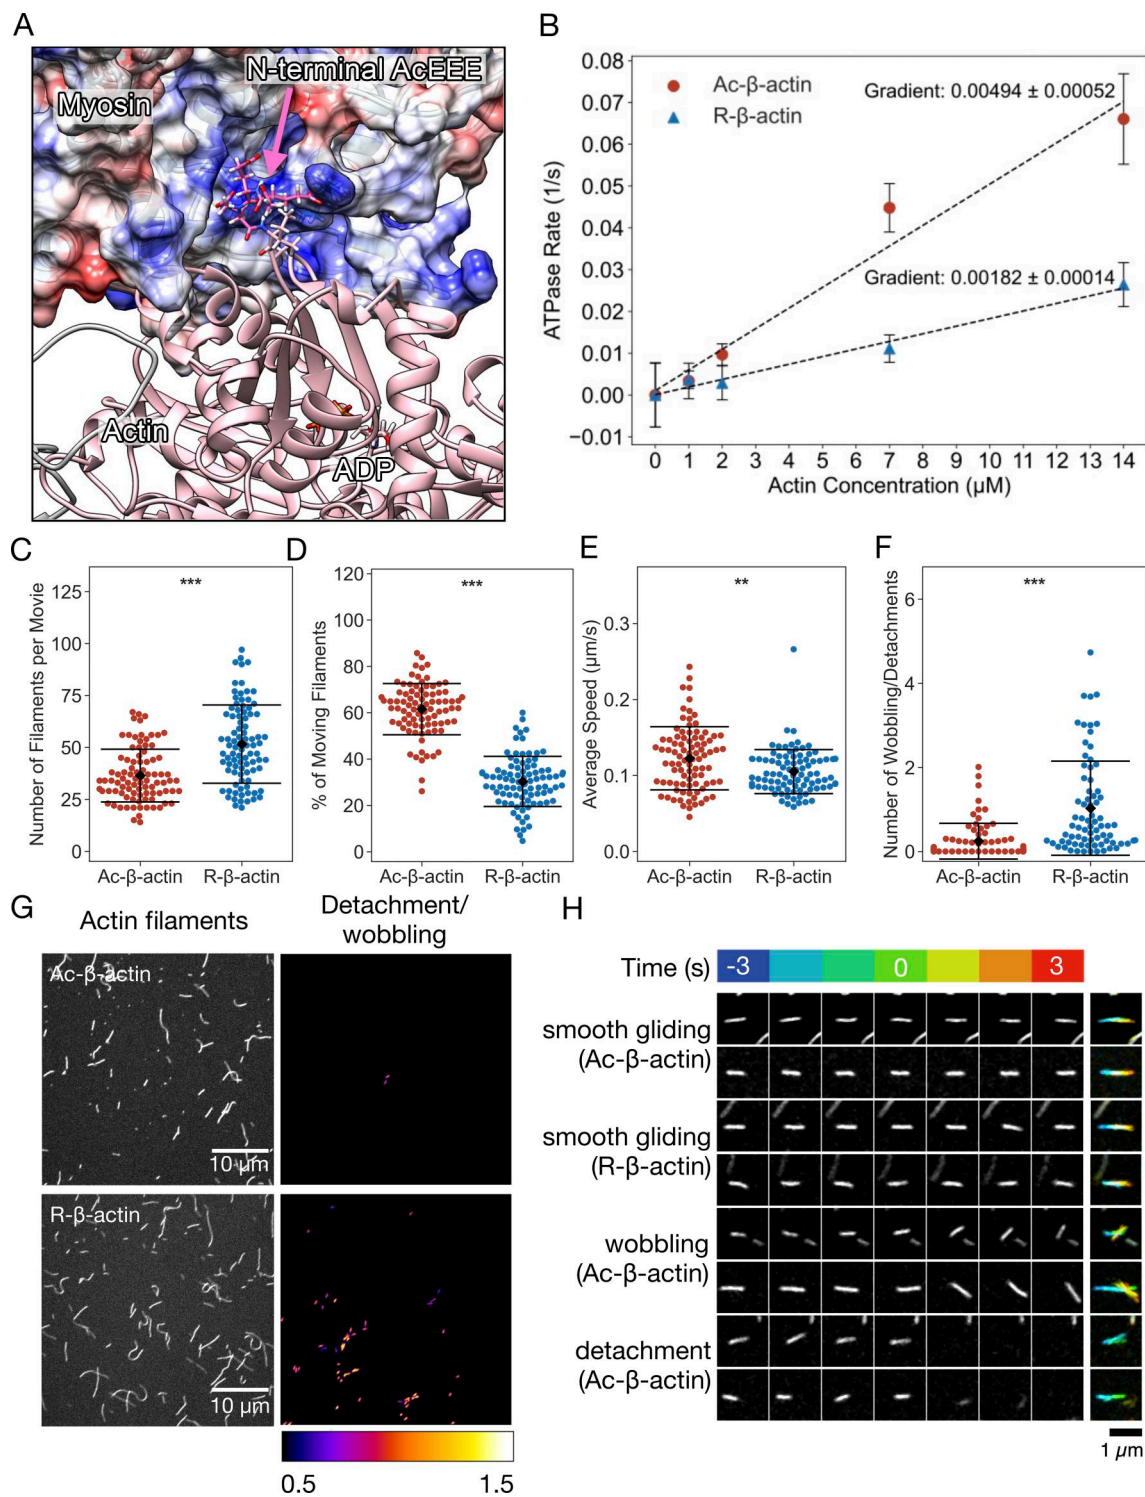 A
N-terminal AcEEE
Myosin
Actin
ADP
B
Ac-β-actin
R-β-actin
Gradient: 0.00494 ± 0.00052
Gradient: 0.00182 ± 0.00014
ATPase Rate (1/s)
0.08
0.07
0.06
0.05
0.04
0.03
0.02
0.01
0.00
−0.01
0 1 2 3 4 5 6 7 8 9 10 11 12 13 14
Actin Concentration (μM)
C
Number of Filaments per Movie
125
100
75
50
25
0
***
Ac-β-actin R-β-actin
D
% of Moving Filaments
120
100
80
60
40
20
0
***
Ac-β-actin R-β-actin
E
Average Speed (μm/s)
0.3
0.2
0.1
0.0
**
Ac-β-actin R-β-actin
F
Number of Wobbling/Detachments
6
4
2
0
***
Ac-β-actin R-β-actin
G
Actin filaments
Detachment/
wobbling
Ac-β-actin
10 μm
R-β-actin
10 μm
0.5 1.5
H
Time (s) -3 0 3
smooth gliding
(Ac-β-actin)
smooth gliding
(R-β-actin)
wobbling
(Ac-β-actin)
detachment
(Ac-β-actin)
1 μm